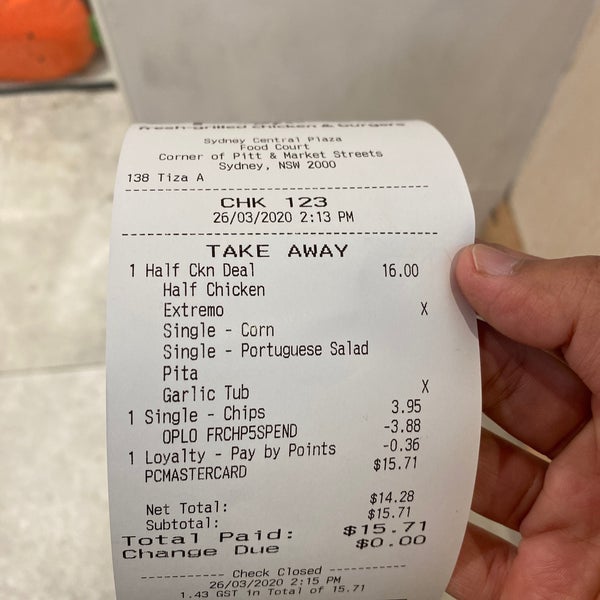 fresh-grilled chicken & burgers
Sydney Central Plaza
Food Court
Corner of Pitt & Market Streets
Sydney, NSW 2000
138 Tiza A
CHK 123
26/03/2020 2:13 PM
TAKE AWAY
1 Half Ckn Deal 16.00
Half Chicken
Extremo X
Single - Corn
Single - Portuguese Salad
Pita
Garlic Tub X
1 Single - Chips 3.95
OPLO FRCHP5SPEND -3.88
1 Loyalty - Pay by Points -0.36
PCMASTERCARD $15.71
Net Total: $14.28
Subtotal: $15.71
Total Paid: $15.71
Change Due $0.00
---------- Check Closed ----------
26/03/2020 2:15 PM
1.43 GST in Total of 15.71